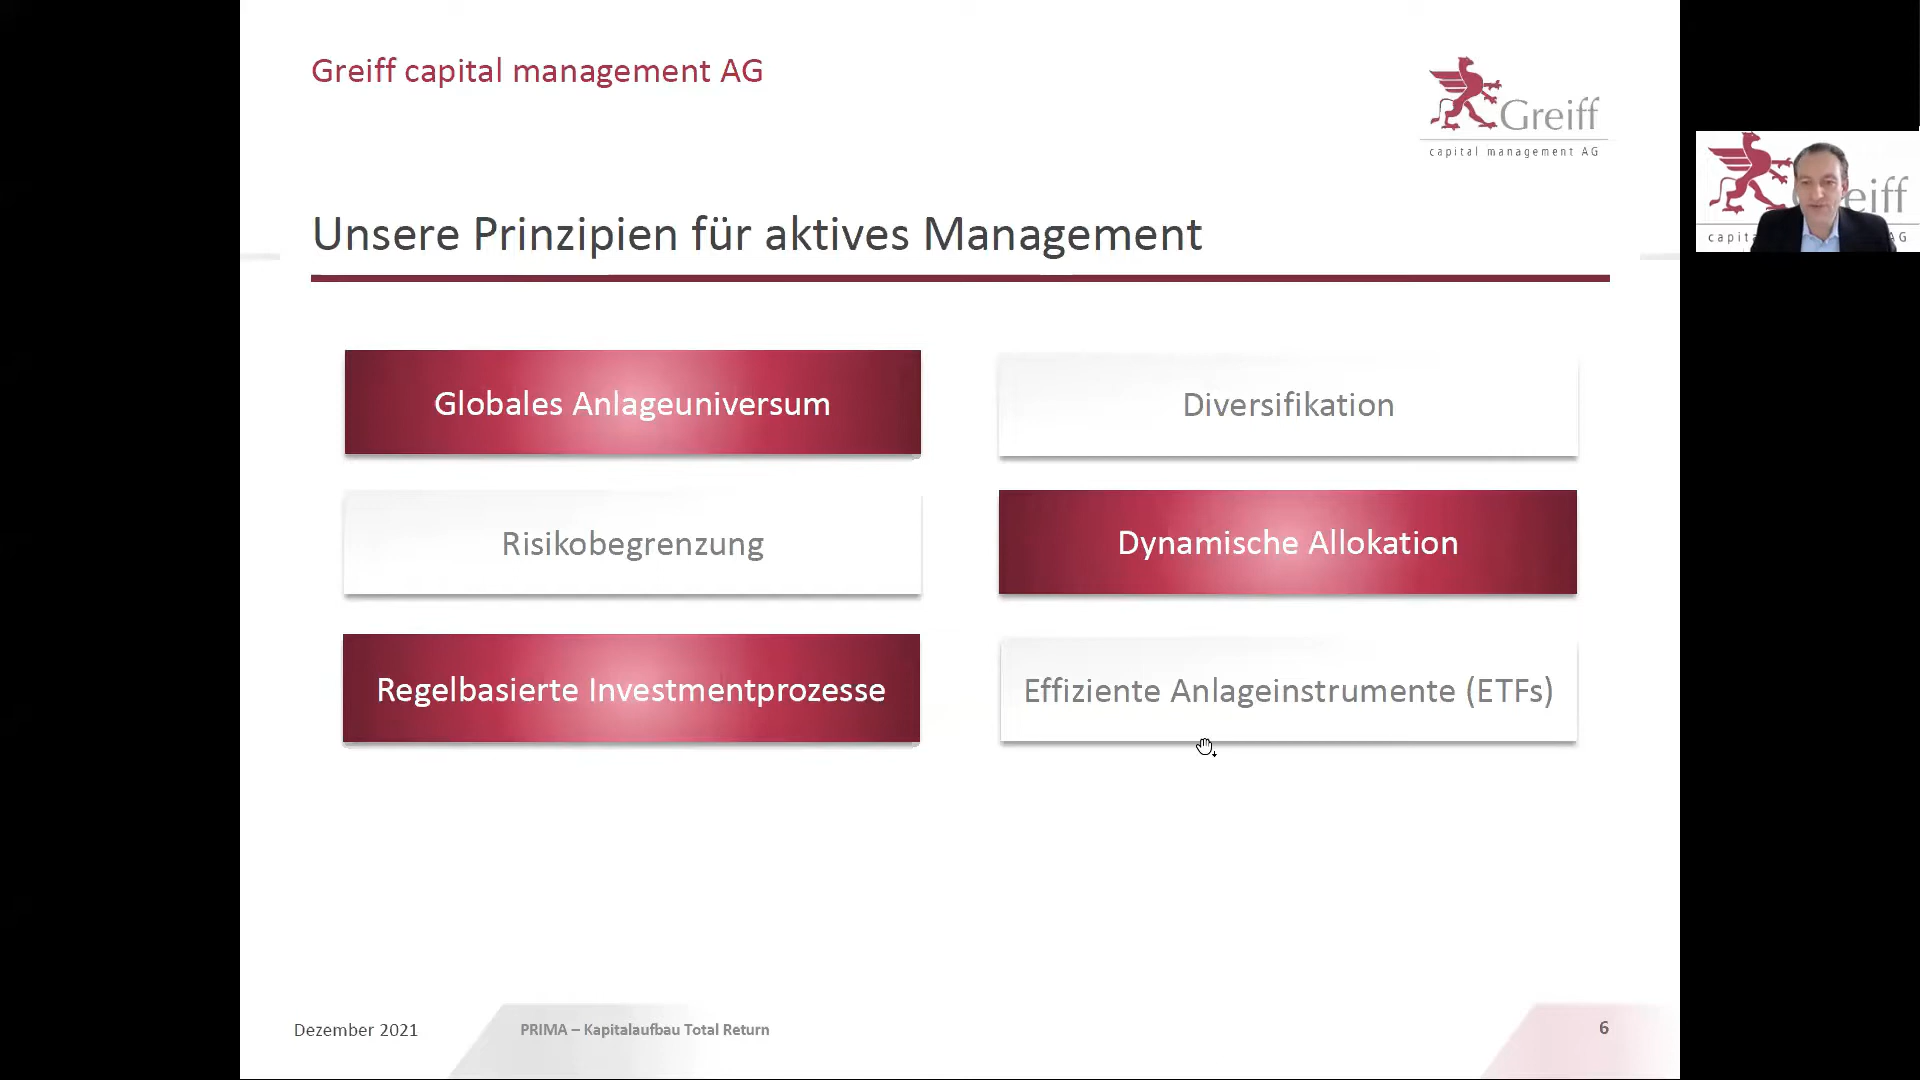 Greiff capital management AG
Greiff
capital management AG
Unsere Prinzipien für aktives Management
Globales Anlageuniversum
Diversifikation
Risikobegrenzung
Dynamische Allokation
Regelbasierte Investmentprozesse
Effiziente Anlageinstrumente (ETFs)
Dezember 2021
PRIMA – Kapitalaufbau Total Return
6